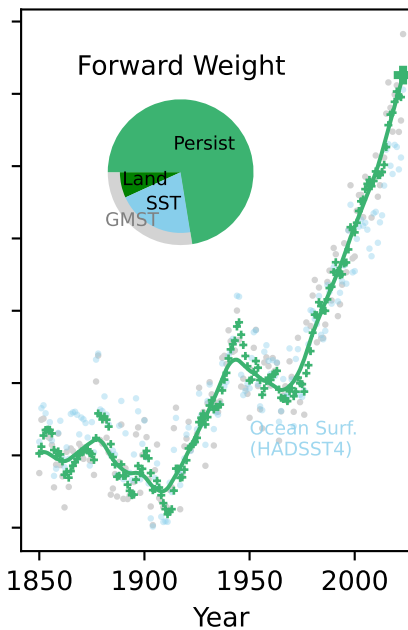 Forward Weight
Persist
Land
SST
GMST
Ocean Surf.
(HADSST4)
1850 1900 1950 2000
Year